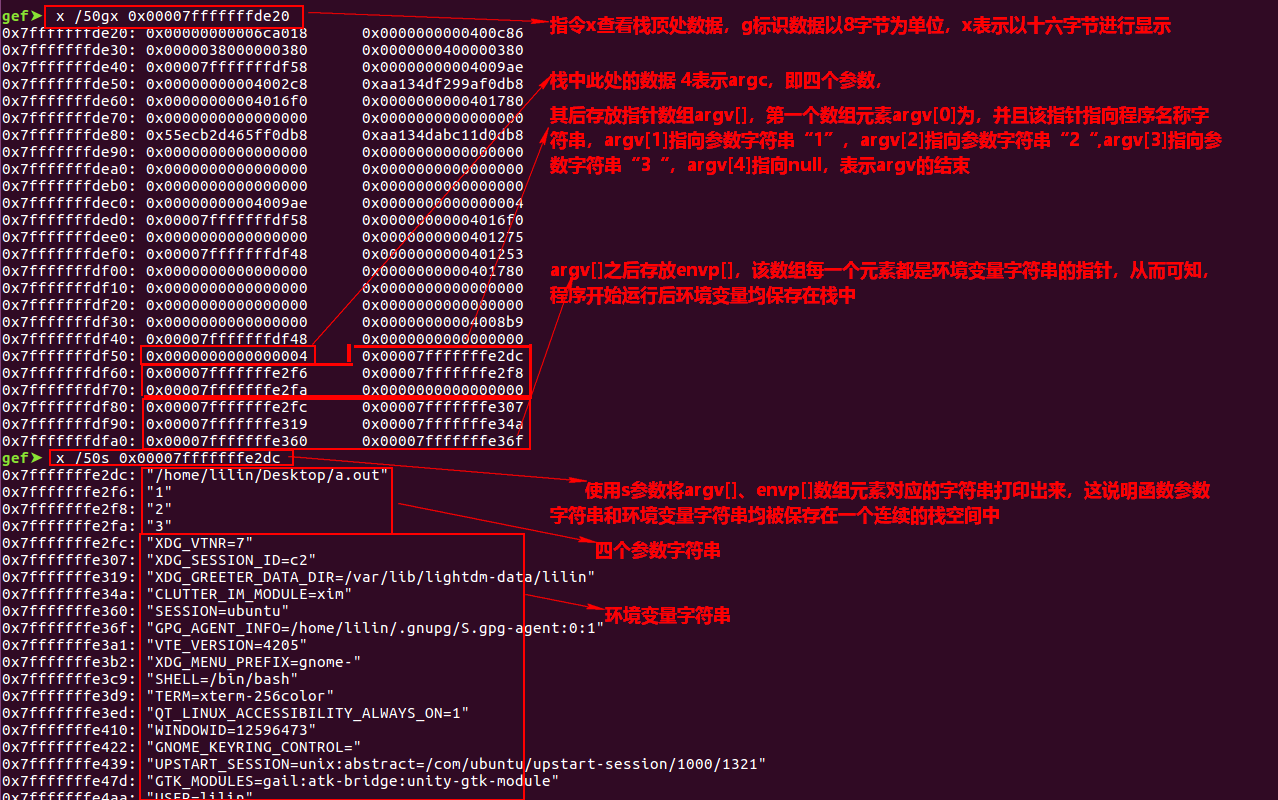 gef➤ x /50gx 0x00007fffffffde20
指令x查看栈顶处数据，g标识数据以8字节为单位，x表示以十六字节进行显示
0x7fffffffde20: 0x00000000006ca018 0x0000000000400c86
0x7fffffffde30: 0x0000038000000380 0x0000000400000380
0x7fffffffde40: 0x00007fffffffdf58 0x00000000004009ae
0x7fffffffde50: 0x00000000004002c8 0xaa134df299af0db8
0x7fffffffde60: 0x00000000004016f0 0x0000000000401780
0x7fffffffde70: 0x0000000000000000 0x0000000000000000
0x7fffffffde80: 0x55ecb2d465ff0db8 0xaa134dabc11d0db8
0x7fffffffde90: 0x0000000000000000 0x0000000000000000
0x7fffffffdea0: 0x0000000000000000 0x0000000000000000
0x7fffffffdeb0: 0x0000000000000000 0x0000000000000000
0x7fffffffdec0: 0x00000000004009ae 0x0000000000000004
0x7fffffffded0: 0x00007fffffffdf58 0x00000000004016f0
0x7fffffffdee0: 0x0000000000000000 0x0000000000401275
0x7fffffffdef0: 0x00007fffffffdf48 0x0000000000401253
0x7fffffffdf00: 0x0000000000000000 0x0000000000401780
0x7fffffffdf10: 0x0000000000000000 0x0000000000000000
0x7fffffffdf20: 0x0000000000000000 0x0000000000000000
0x7fffffffdf30: 0x0000000000000000 0x00000000004008b9
0x7fffffffdf40: 0x00007fffffffdf48 0x0000000000000000
0x7fffffffdf50: 0x0000000000000004 0x00007fffffffe2dc
0x7fffffffdf60: 0x00007fffffffe2f6 0x00007fffffffe2f8
0x7fffffffdf70: 0x00007fffffffe2fa 0x0000000000000000
0x7fffffffdf80: 0x00007fffffffe2fc 0x00007fffffffe307
0x7fffffffdf90: 0x00007fffffffe319 0x00007fffffffe34a
0x7fffffffdfa0: 0x00007fffffffe360 0x00007fffffffe36f
栈中此处的数据 4表示argc，即四个参数，
其后存放指针数组argv[]，第一个数组元素argv[0]为，并且该指针指向程序名称字
符串，argv[1]指向参数字符串“1”，argv[2]指向参数字符串“2 “,argv[3]指向参
数字符串“3 ”，argv[4]指向null，表示argv的结束
argv[]之后存放envp[]，该数组每一个元素都是环境变量字符串的指针，从而可知，
程序开始运行后环境变量均保存在栈中
gef➤ x /50s 0x00007fffffffe2dc
0x7fffffffe2dc: "/home/lilin/Desktop/a.out"
0x7fffffffe2f6: "1"
0x7fffffffe2f8: "2"
0x7fffffffe2fa: "3"
0x7fffffffe2fc: "XDG_VTNR=7"
0x7fffffffe307: "XDG_SESSION_ID=c2"
0x7fffffffe319: "XDG_GREETER_DATA_DIR=/var/lib/lightdm-data/lilin"
0x7fffffffe34a: "CLUTTER_IM_MODULE=xim"
0x7fffffffe360: "SESSION=ubuntu"
0x7fffffffe36f: "GPG_AGENT_INFO=/home/lilin/.gnupg/S.gpg-agent:0:1"
0x7fffffffe3a1: "VTE_VERSION=4205"
0x7fffffffe3b2: "XDG_MENU_PREFIX=gnome-"
0x7fffffffe3c9: "SHELL=/bin/bash"
0x7fffffffe3d9: "TERM=xterm-256color"
0x7fffffffe3ed: "QT_LINUX_ACCESSIBILITY_ALWAYS_ON=1"
0x7fffffffe410: "WINDOWID=12596473"
0x7fffffffe422: "GNOME_KEYRING_CONTROL="
0x7fffffffe439: "UPSTART_SESSION=unix:abstract=/com/ubuntu/upstart-session/1000/1321"
0x7fffffffe47d: "GTK_MODULES=gail:atk-bridge:unity-gtk-module"
0x7fffffffe4aa: "USER=lilin"
使用s参数将argv[]、envp[]数组元素对应的字符串打印出来，这说明函数参数
字符串和环境变量字符串均被保存在一个连续的栈空间中
四个参数字符串
环境变量字符串